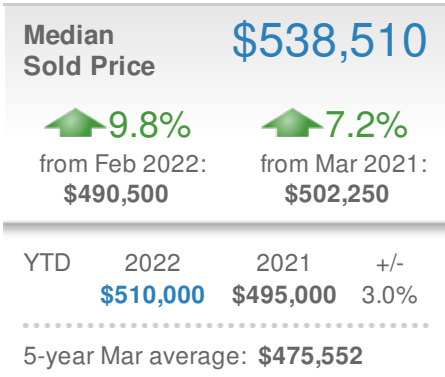 Median $538,510
Sold Price
9.8% 7.2%
from Feb 2022: from Mar 2021:
$490,500 $502,250
YTD 2022 2021 +/-
$510,000 $495,000 3.0%
5-year Mar average: $475,552